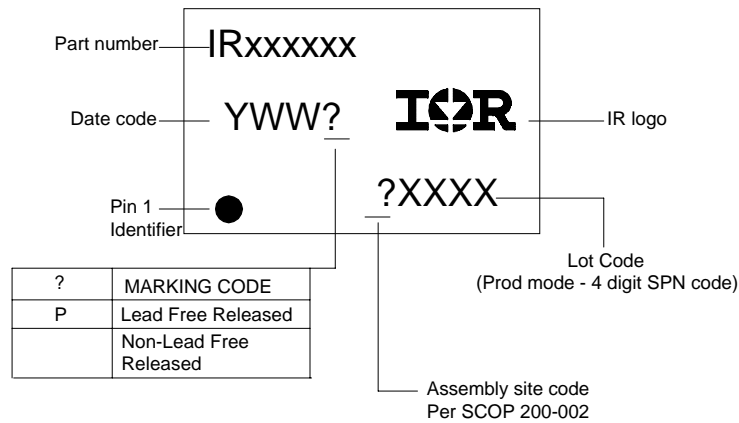 Part number
IRxxxxxx
Date code
YWW?
IOR
IR logo
?XXXX
Pin 1
Identifier
Lot Code
(Prod mode - 4 digit SPN code)
? MARKING CODE
P Lead Free Released
Non-Lead Free
Released
Assembly site code
Per SCOP 200-002